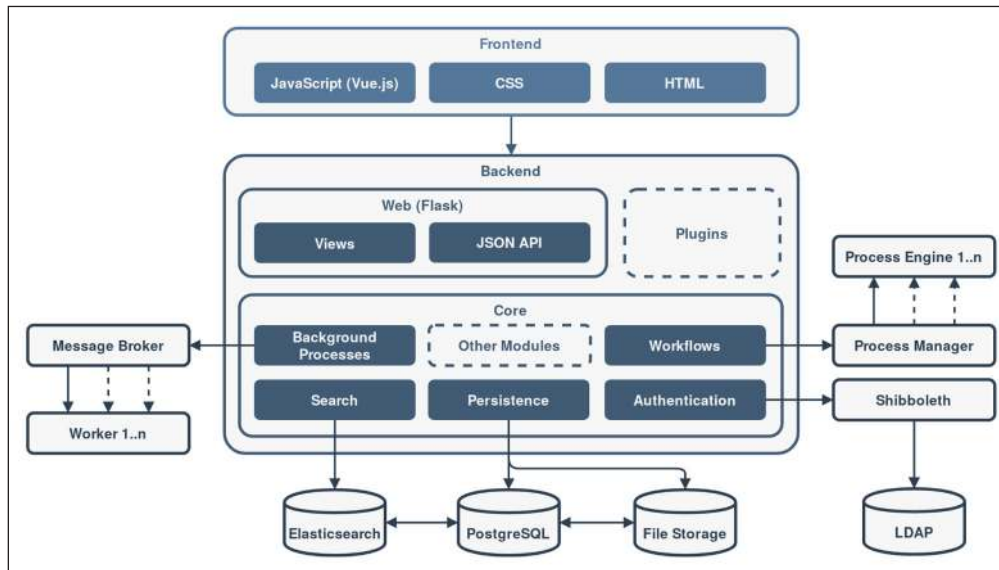 Frontend
JavaScript (Vue.js)
CSS
HTML
Backend
Web (Flask)
Views
JSON API
Plugins
Core
Background
Processes
Other Modules
Workflows
Search
Persistence
Authentication
Message Broker
Worker 1..n
Process Engine 1..n
Process Manager
Shibboleth
Elasticsearch
PostgreSQL
File Storage
LDAP